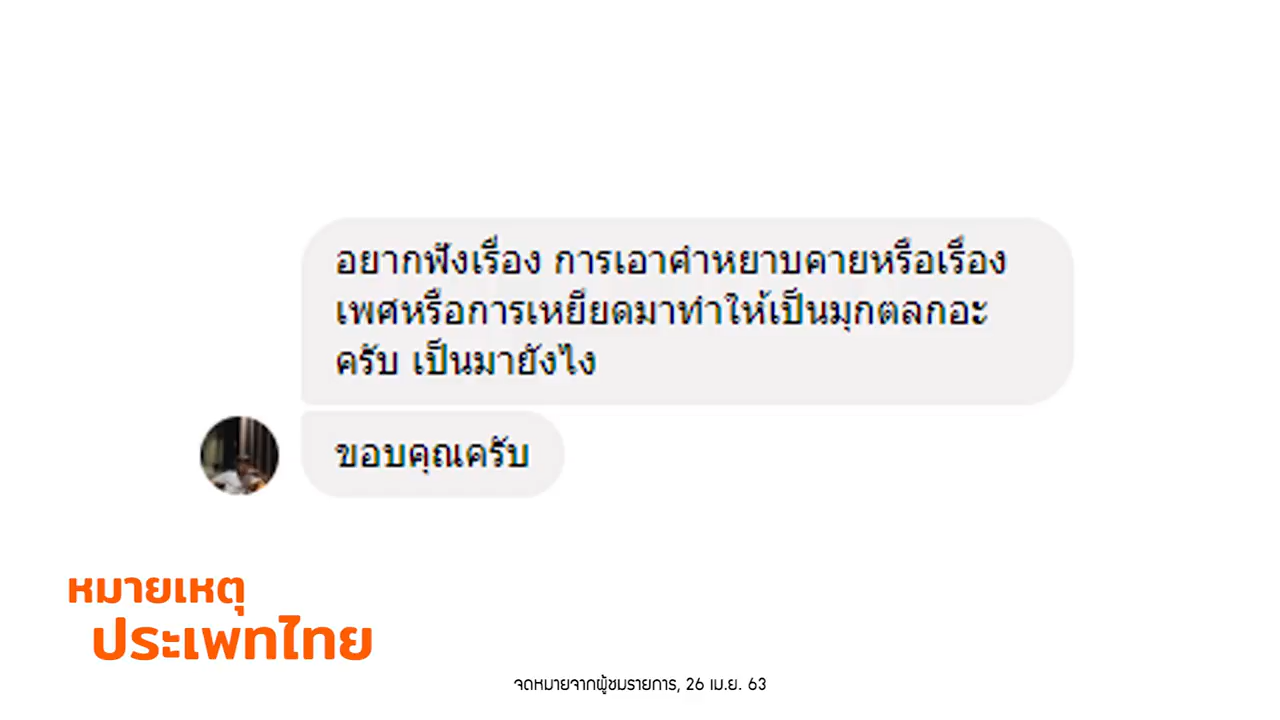 อยากฟังเรื่อง การเอาคำหยาบคายหรือเรื่อง
เพศหรือการเหยียดมาทำให้เป็นมุกตลกอะ
ครับ เป็นมายังไง
ขอบคุณครับ
หมายเหตุ
ประเพทไทย
จดหมายจากผู้ชมรายการ, 26 เม.ย. 63